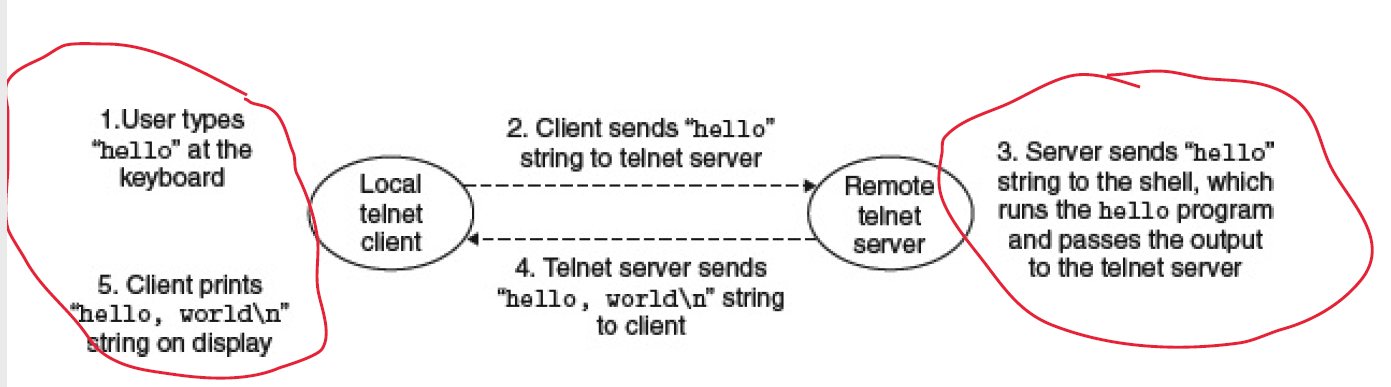 1.User types
“hello” at the
keyboard
5. Client prints
“hello, world\n”
string on display
Local
telnet
client
2. Client sends “hello”
string to telnet server
4. Telnet server sends
“hello, world\n” string
to client
Remote
telnet
server
3. Server sends “hello”
string to the shell, which
runs the hello program
and passes the output
to the telnet server